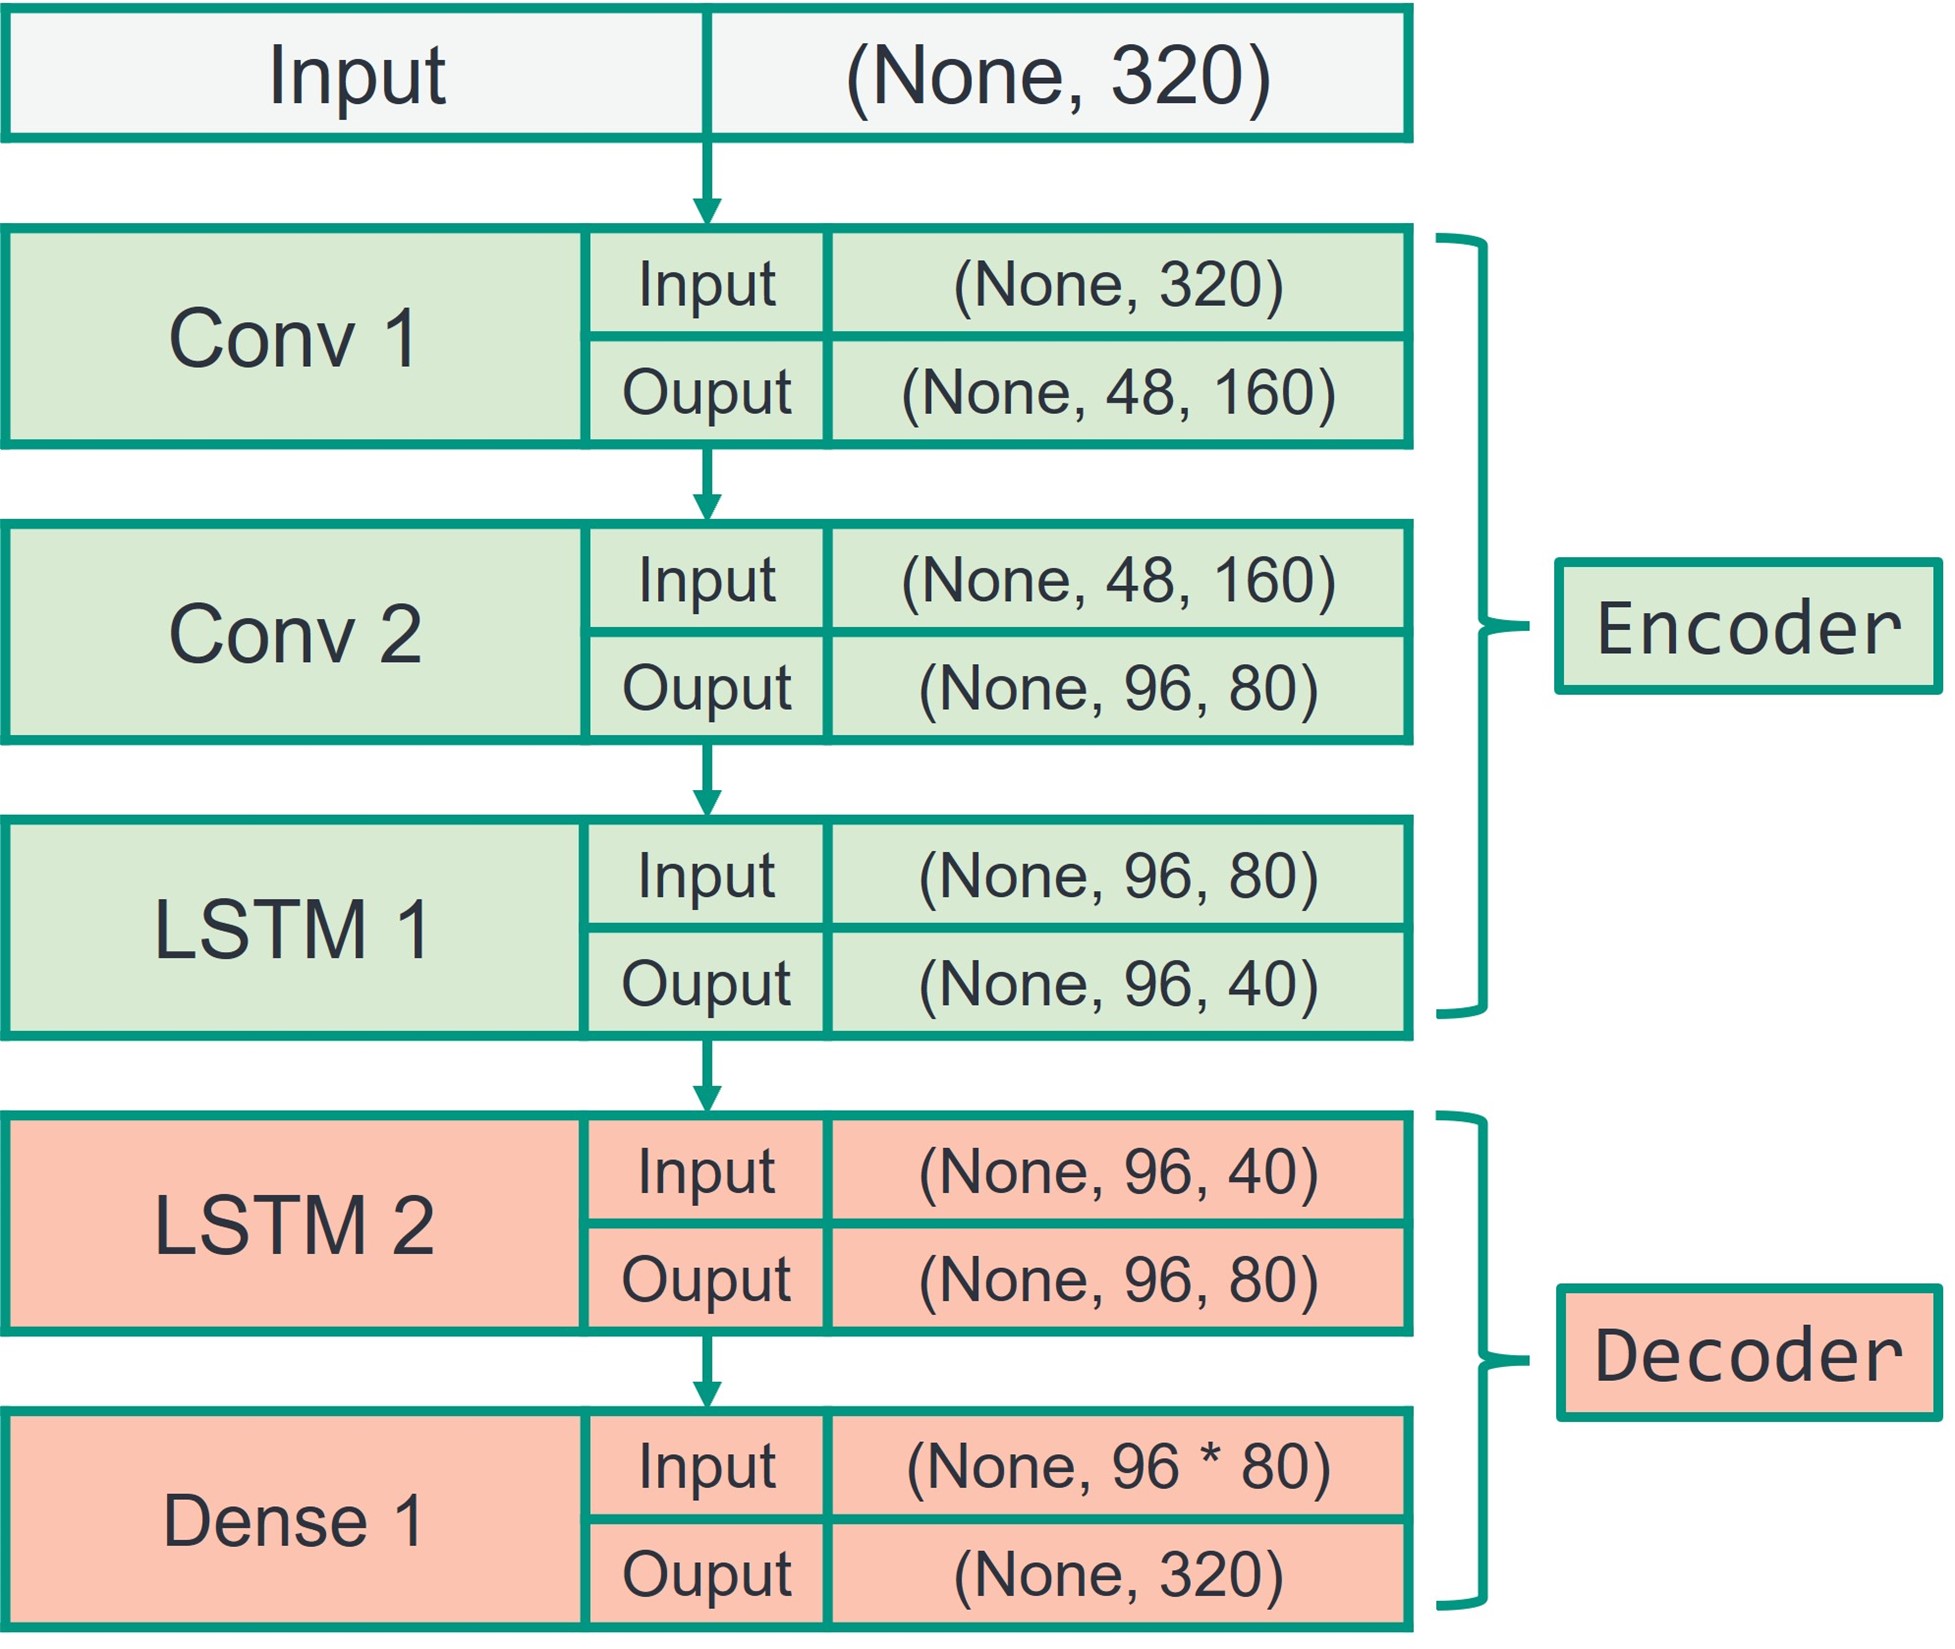 Input (None, 320)
Conv 1
Input (None, 320)
Ouput (None, 48, 160)
Conv 2
Input (None, 48, 160)
Ouput (None, 96, 80)
Encoder
LSTM 1
Input (None, 96, 80)
Ouput (None, 96, 40)
LSTM 2
Input (None, 96, 40)
Ouput (None, 96, 80)
Decoder
Dense 1
Input (None, 96 * 80)
Ouput (None, 320)